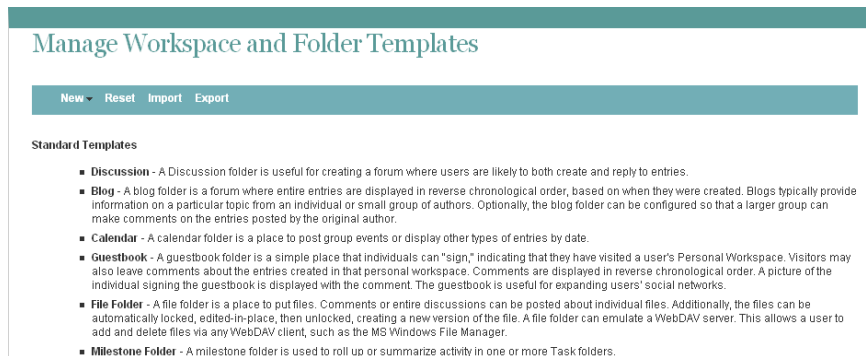 Manage Workspace and Folder Templates
New Reset Import Export
Standard Templates
Discussion - A Discussion folder is useful for creating a forum where users are likely to both create and reply to entries.
Blog - A blog folder is a forum where entire entries are displayed in reverse chronological order, based on when they were created. Blogs typically provide
information on a particular topic from an individual or small group of authors. Optionally, the blog folder can be configured so that a larger group can
make comments on the entries posted by the original author.
Calendar - A calendar folder is a place to post group events or display other types of entries by date.
Guestbook - A guestbook folder is a simple place that individuals can "sign," indicating that they have visited a user's Personal Workspace. Visitors may
also leave comments about the entries created in that personal workspace. Comments are displayed in reverse chronological order. A picture of the
individual signing the guestbook is displayed with the comment. The guestbook is useful for expanding users' social networks.
File Folder - A file folder is a place to put files. Comments or entire discussions can be posted about individual files. Additionally, the files can be
automatically locked, edited-in-place, then unlocked, creating a new version of the file. A file folder can emulate a WebDAV server. This allows a user to
add and delete files via any WebDAV client, such as the MS Windows File Manager.
Milestone Folder - A milestone folder is used to roll up or summarize activity in one or more Task folders.